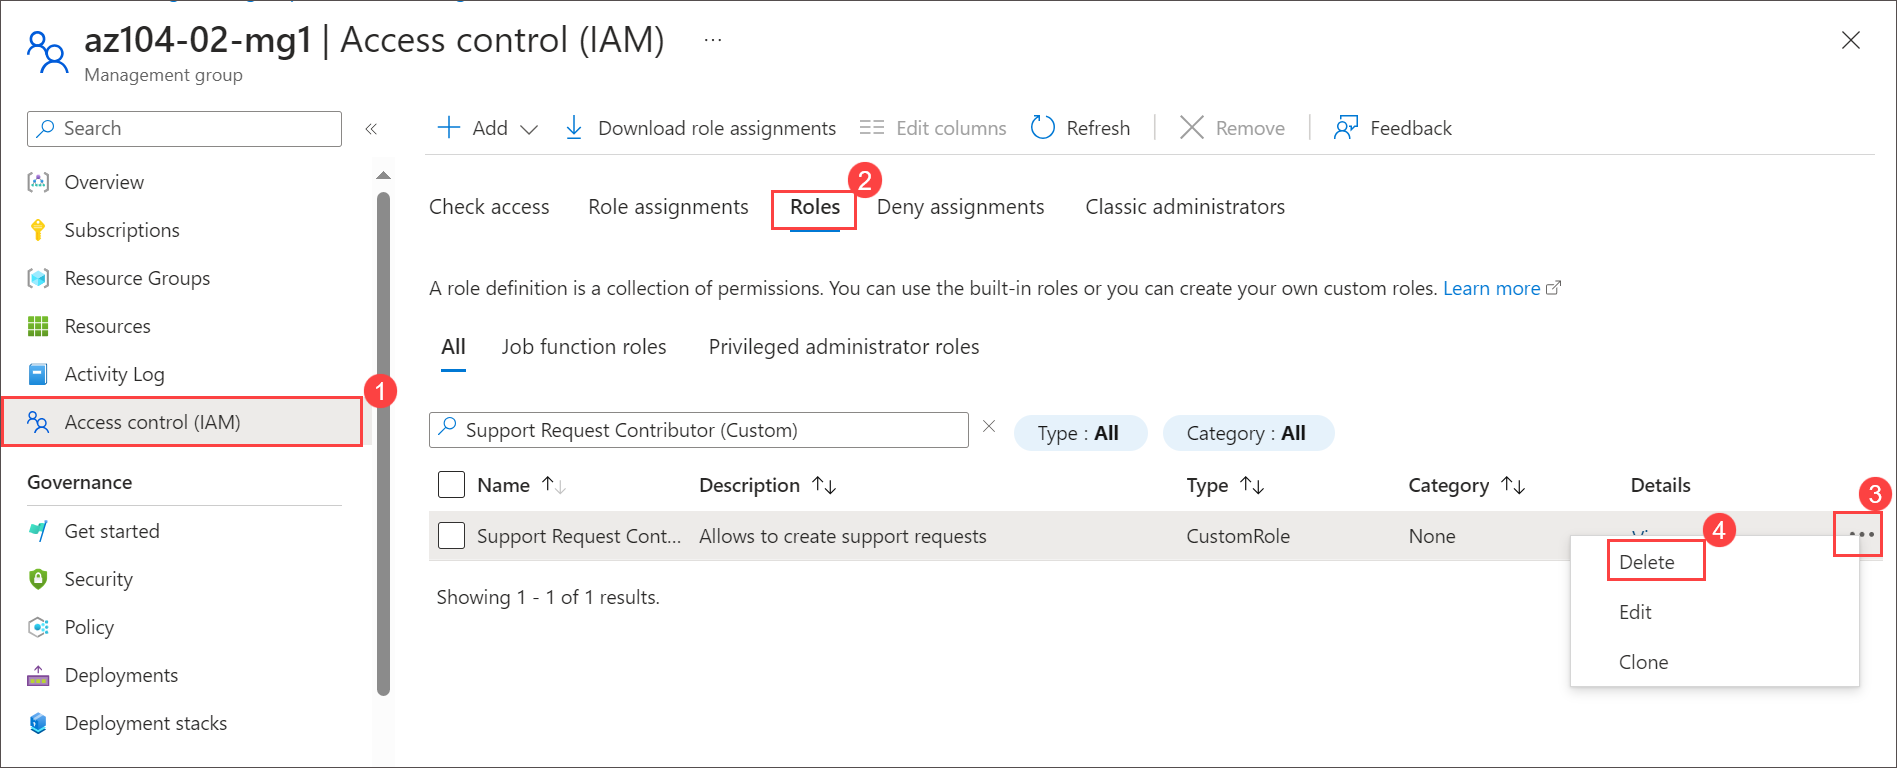 az104-02-mg1 | Access control (IAM) ...
Management group
Search
«
Add
Download role assignments
Edit columns
Refresh
Remove
Feedback
Overview
Subscriptions
Resource Groups
Resources
Activity Log
1
Access control (IAM)
Governance
Get started
Security
Policy
Deployments
Deployment stacks
2
Check access
Role assignments
Roles
Deny assignments
Classic administrators
A role definition is a collection of permissions. You can use the built-in roles or you can create your own custom roles. Learn more
All
Job function roles
Privileged administrator roles
Support Request Contributor (Custom)
Type : All
Category : All
Name
Description
Type
Category
Details
3
Support Request Cont...
Allows to create support requests
CustomRole
None
4
Delete
Edit
Clone
Showing 1 - 1 of 1 results.